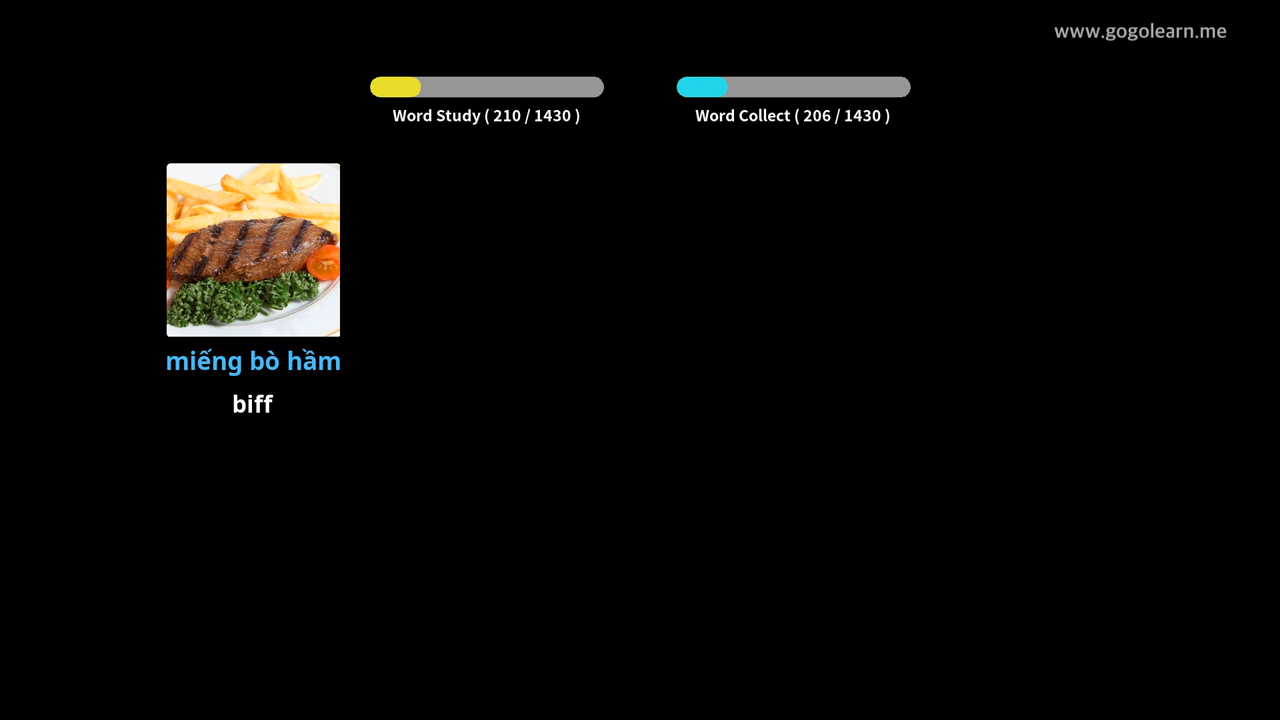 www.gogolearn.me
Word Study ( 210 / 1430 )
Word Collect ( 206 / 1430 )
miếng bò hầm
biff